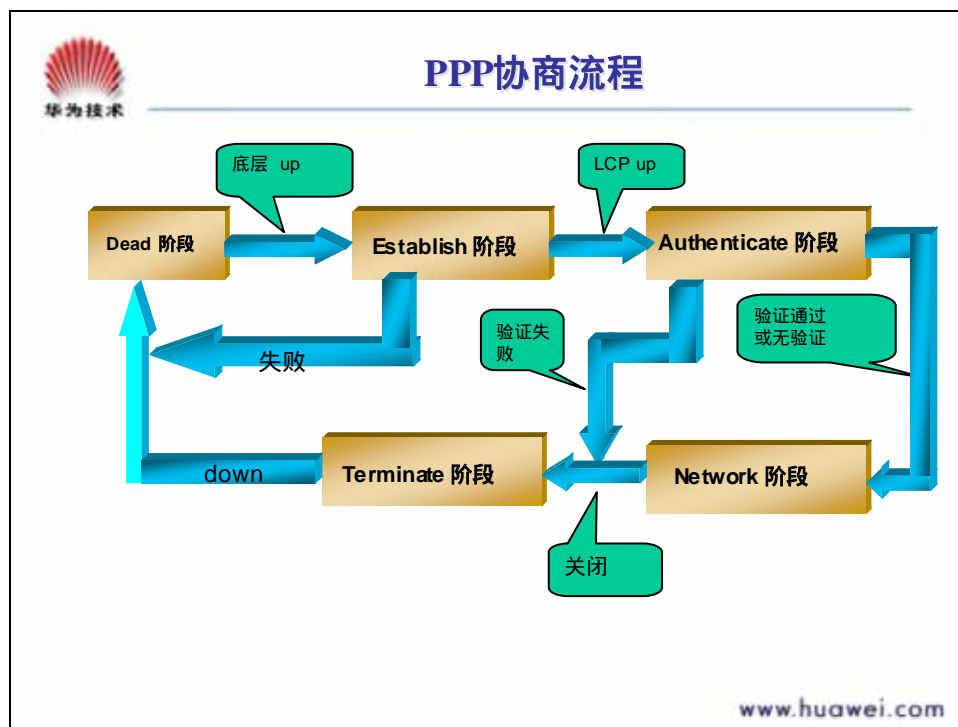 PPP协商流程
华为技术
底层 up
LCP up
Dead 阶段
Establish 阶段
Authenticate 阶段
验证失
败
验证通过
或无验证
失败
down
Terminate 阶段
Network 阶段
关闭
www.huawei.com